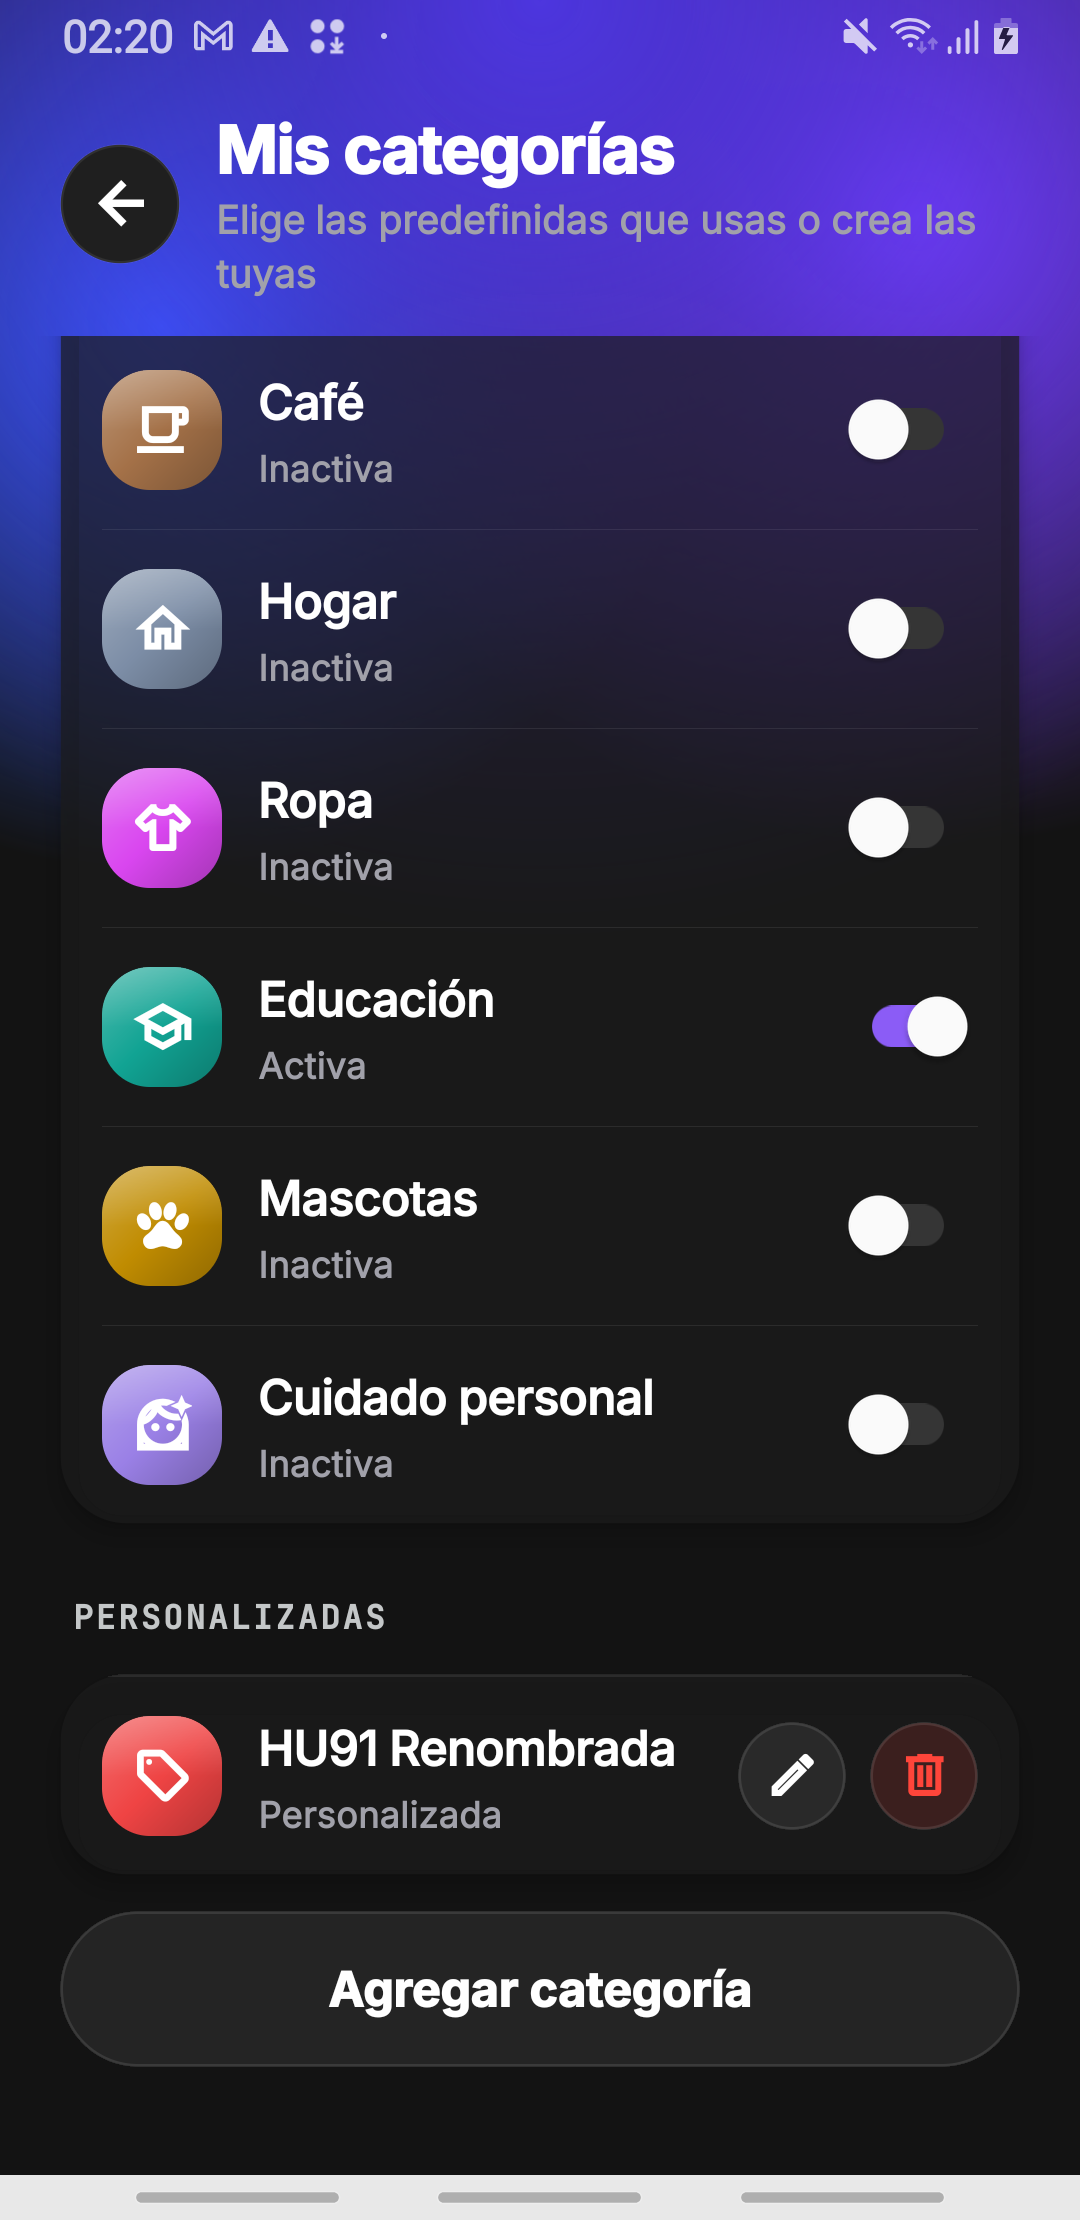 02:20
Mis categorías
Elige las predefinidas que usas o crea las
tuyas
Café
Inactiva
Hogar
Inactiva
Ropa
Inactiva
Educación
Activa
Mascotas
Inactiva
Cuidado personal
Inactiva
PERSONALIZADAS
HU91 Renombrada
Personalizada
Agregar categoría